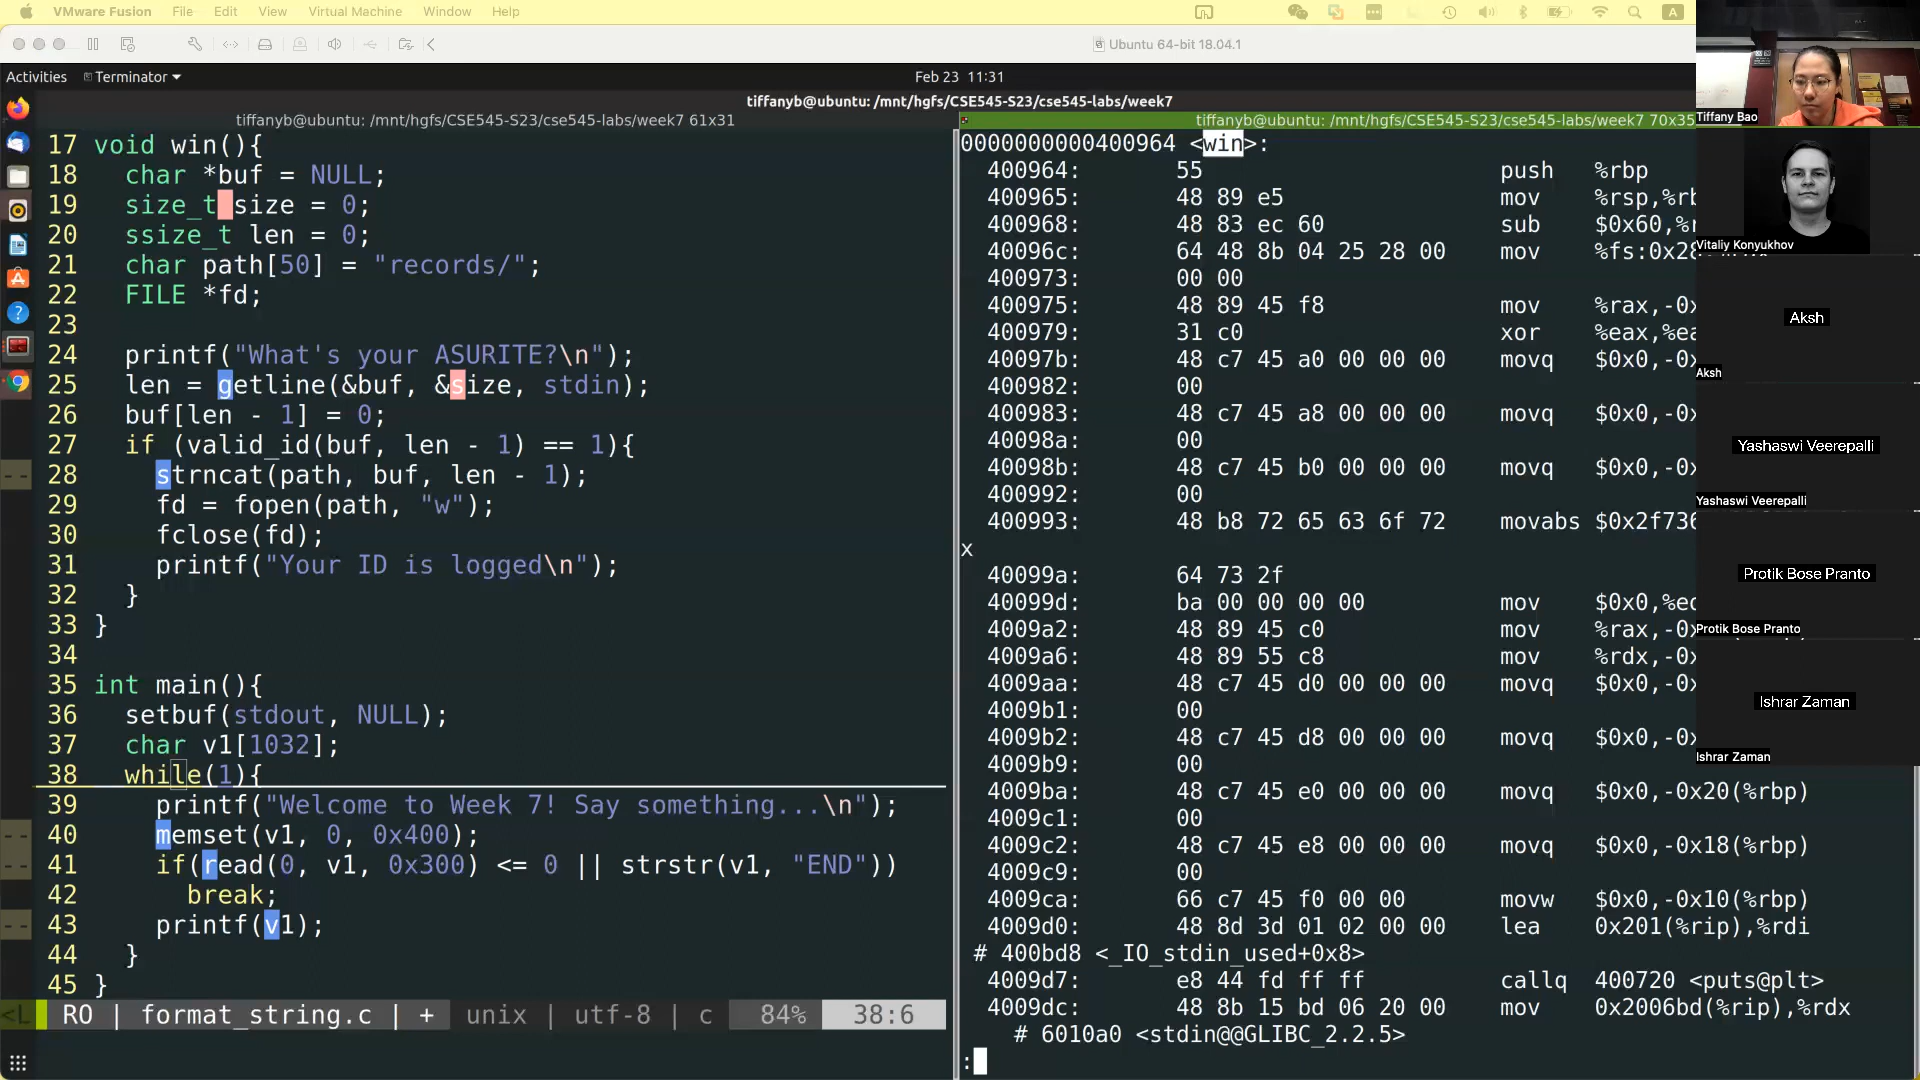 VMware Fusion File Edit View Virtual Machine Window Help A
Ubuntu 64-bit 18.04.1
Activities Terminator Feb 23 11:31
tiffanyb@ubuntu: /mnt/hgfs/CSE545-S23/cse545-labs/week7
tiffanyb@ubuntu: /mnt/hgfs/CSE545-S23/cse545-labs/week7 61x31
17 void win(){
18 char *buf = NULL;
19 size_t size = 0;
20 ssize_t len = 0;
21 char path[50] = "records/";
22 FILE *fd;
23
24 printf("What's your ASURITE?\n");
25 len = getline(&buf, &size, stdin);
26 buf[len - 1] = 0;
27 if (valid_id(buf, len - 1) == 1){
28 strncat(path, buf, len - 1);
29 fd = fopen(path, "w");
30 fclose(fd);
31 printf("Your ID is logged\n");
32 }
33 }
34
35 int main(){
36 setbuf(stdout, NULL);
37 char v1[1032];
38 while(1){
39 printf("Welcome to Week 7! Say something...\n");
40 memset(v1, 0, 0x400);
41 if(read(0, v1, 0x300) <= 0 || strstr(v1, "END"))
42 break;
43 printf(v1);
44 }
45 }
<L RO | format_string.c | + unix | utf-8 | c 84% 38:6
tiffanyb@ubuntu: /mnt/hgfs/CSE545-S23/cse545-labs/week7 70x35
0000000000400964 <win>:
400964: 55 push %rbp
400965: 48 89 e5 mov %rsp,%rb
400968: 48 83 ec 60 sub $0x60,%r
40096c: 64 48 8b 04 25 28 00 mov %fs:0x28
400973: 00 00
400975: 48 89 45 f8 mov %rax,-0x
400979: 31 c0 xor %eax,%ea
40097b: 48 c7 45 a0 00 00 00 movq $0x0,-0x
400982: 00
400983: 48 c7 45 a8 00 00 00 movq $0x0,-0x
40098a: 00
40098b: 48 c7 45 b0 00 00 00 movq $0x0,-0x
400992: 00
400993: 48 b8 72 65 63 6f 72 movabs $0x2f736
x
40099a: 64 73 2f
40099d: ba 00 00 00 00 mov $0x0,%ed
4009a2: 48 89 45 c0 mov %rax,-0x
4009a6: 48 89 55 c8 mov %rdx,-0x
4009aa: 48 c7 45 d0 00 00 00 movq $0x0,-0x
4009b1: 00
4009b2: 48 c7 45 d8 00 00 00 movq $0x0,-0x
4009b9: 00
4009ba: 48 c7 45 e0 00 00 00 movq $0x0,-0x20(%rbp)
4009c1: 00
4009c2: 48 c7 45 e8 00 00 00 movq $0x0,-0x18(%rbp)
4009c9: 00
4009ca: 66 c7 45 f0 00 00 movw $0x0,-0x10(%rbp)
4009d0: 48 8d 3d 01 02 00 00 lea 0x201(%rip),%rdi
# 400bd8 <_IO_stdin_used+0x8>
4009d7: e8 44 fd ff ff callq 400720 <puts@plt>
4009dc: 48 8b 15 bd 06 20 00 mov 0x2006bd(%rip),%rdx
# 6010a0 <stdin@@GLIBC_2.2.5>
:
Tiffany Bao
Vitaliy Konyukhov
Aksh
Aksh
Yashaswi Veerepalli
Yashaswi Veerepalli
Protik Bose Pranto
Protik Bose Pranto
Ishrar Zaman
Ishrar Zaman